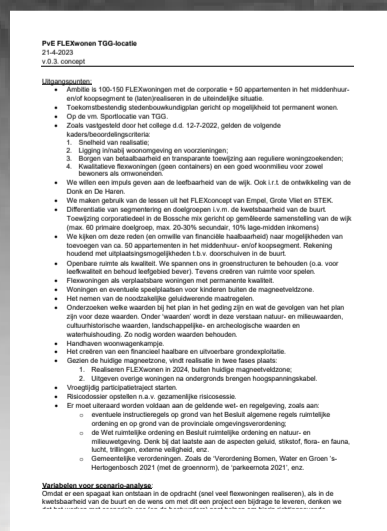 PvE FLEXwonen TGG-locatie
21-4-2023
v.0.3. concept
Uitgangspunten:
• Ambitie is 100-150 FLEXwoningen met de corporatie + 50 appartementen in het middenhuur-
en/of koopsegment te (laten)realiseren in de uiteindelijke situatie.
• Toekomstbestendig stedenbouwkundigplan gericht op mogelijkheid tot permanent wonen.
• Op de vm. Sportlocatie van TGG.
• Zoals vastgesteld door het college d.d. 12-7-2022, gelden de volgende
kaders/beoordelingscriteria:
1. Snelheid van realisatie;
2. Ligging in/nabij woonomgeving en voorzieningen;
3. Borgen van betaalbaarheid en transparante toewijzing aan reguliere woningzoekenden;
4. Kwalitatieve flexwoningen (geen containers) en een goed woonmilieu voor zowel
bewoners als omwonenden.
• We willen een impuls geven aan de leefbaarheid van de wijk. Ook i.r.t. de ontwikkeling van de
Donk en De Haren.
• We maken gebruik van de lessen uit het FLEXconcept van Empel, Grote Vliet en STEK.
• Differentiatie van segmentering en doelgroepen i.v.m. de kwetsbaarheid van de buurt.
Toewijzing corporatiedeel in de Bossche mix gericht op gemêleerde samenstelling van de wijk
(max. 60 primaire doelgroep, max. 20-30% secundair, 10% lage-midden inkomens)
• We kijken om deze reden (en omwille van financiële haalbaarheid) naar mogelijkheden van
toevoegen van ca. 50 appartementen in het middenhuur- en/of koopsegment. Rekening
houdend met uitplaatsingsmogelijkheden t.b.v. doorschuiven in de buurt.
• Openbare ruimte als kwaliteit. We spannen ons in groenstructuren te behouden (o.a. voor
leefkwaliteit en behoud leefgebied bever). Tevens creëren van ruimte voor spelen.
• Flexwoningen als verplaatsbare woningen met permanente kwaliteit.
• Woningen en eventuele speelplaatsen voor kinderen buiten de magneetveldzone.
• Het nemen van de noodzakelijke geluidwerende maatregelen.
• Onderzoeken welke waarden bij het plan in het geding zijn en wat de gevolgen van het plan
zijn voor deze waarden. Onder 'waarden' wordt in deze verstaan natuur- en milieuwaarden,
cultuurhistorische waarden, landschappelijke- en archeologische waarden en
waterhuishouding. Zo nodig worden waarden behouden.
• Handhaven woonwagenkampje.
• Het creëren van een financieel haalbare en uitvoerbare grondexploitatie.
• Gezien de huidige magneetzone, vindt realisatie in twee fases plaats:
1. Realiseren FLEXwonen in 2024, buiten huidige magneetveldzone;
2. Uitgeven overige woningen na ondergronds brengen hoogspanningskabel.
• Vroegtijdig participatietraject starten.
• Risicodossier opstellen n.a.v. gezamenlijke risicosessie.
• Er moet uiteraard worden voldaan aan de geldende wet- en regelgeving, zoals aan:
o eventuele instructieregels op grond van het Besluit algemene regels ruimtelijke
ordening en op grond van de provinciale omgevingsverordening;
o de Wet ruimtelijke ordening en Besluit ruimtelijke ordening en natuur- en
milieuwetgeving. Denk bij dat laatste aan de aspecten geluid, stikstof, flora- en fauna,
lucht, trillingen, externe veiligheid, enz.
o Gemeentelijke verordeningen. Zoals de 'Verordening Bomen, Water en Groen 's-
Hertogenbosch 2021 (met de groennorm), de 'parkeernota 2021', enz.
Variabelen voor scenario-analyse:
Omdat er een spagaat kan ontstaan in de opdracht (snel veel flexwoningen realiseren), als in de
kwetsbaarheid van de buurt en de wens om met dit project een bijdrage te leveren, denken we